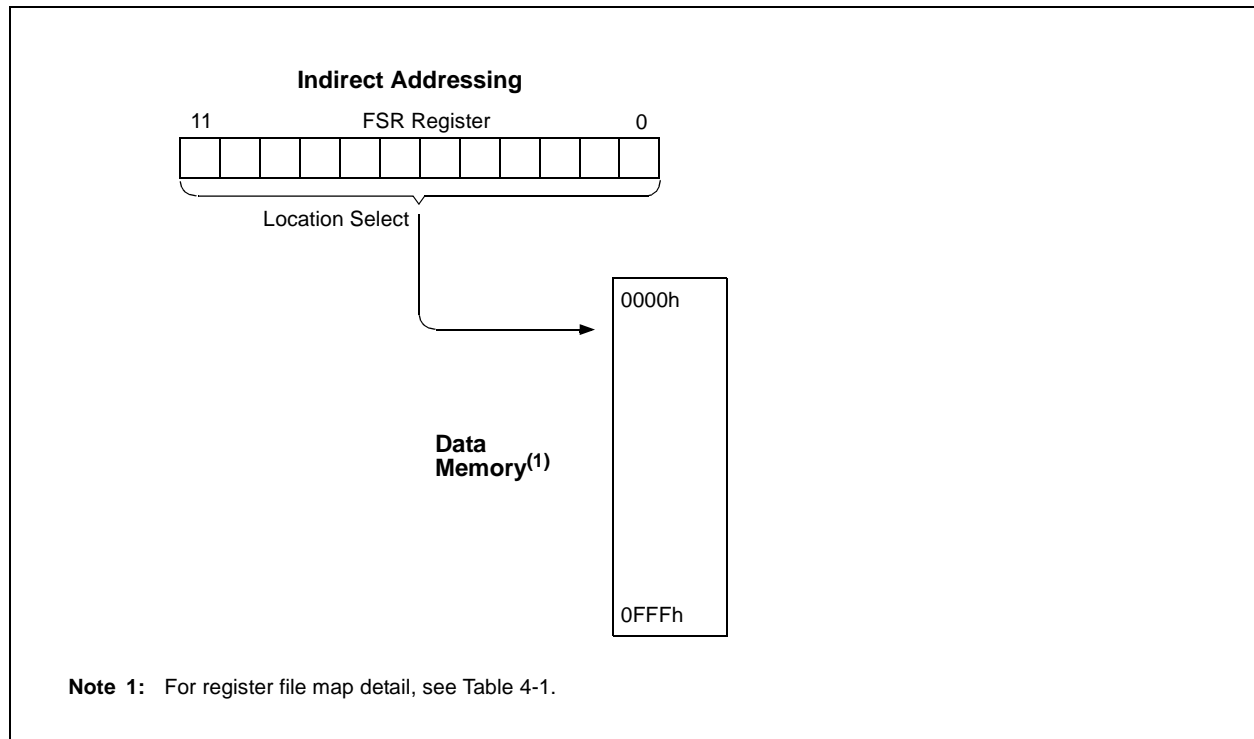 Indirect Addressing
11 FSR Register 0
Location Select
0000h
Data
Memory(1)
0FFFh
Note 1: For register file map detail, see Table 4-1.